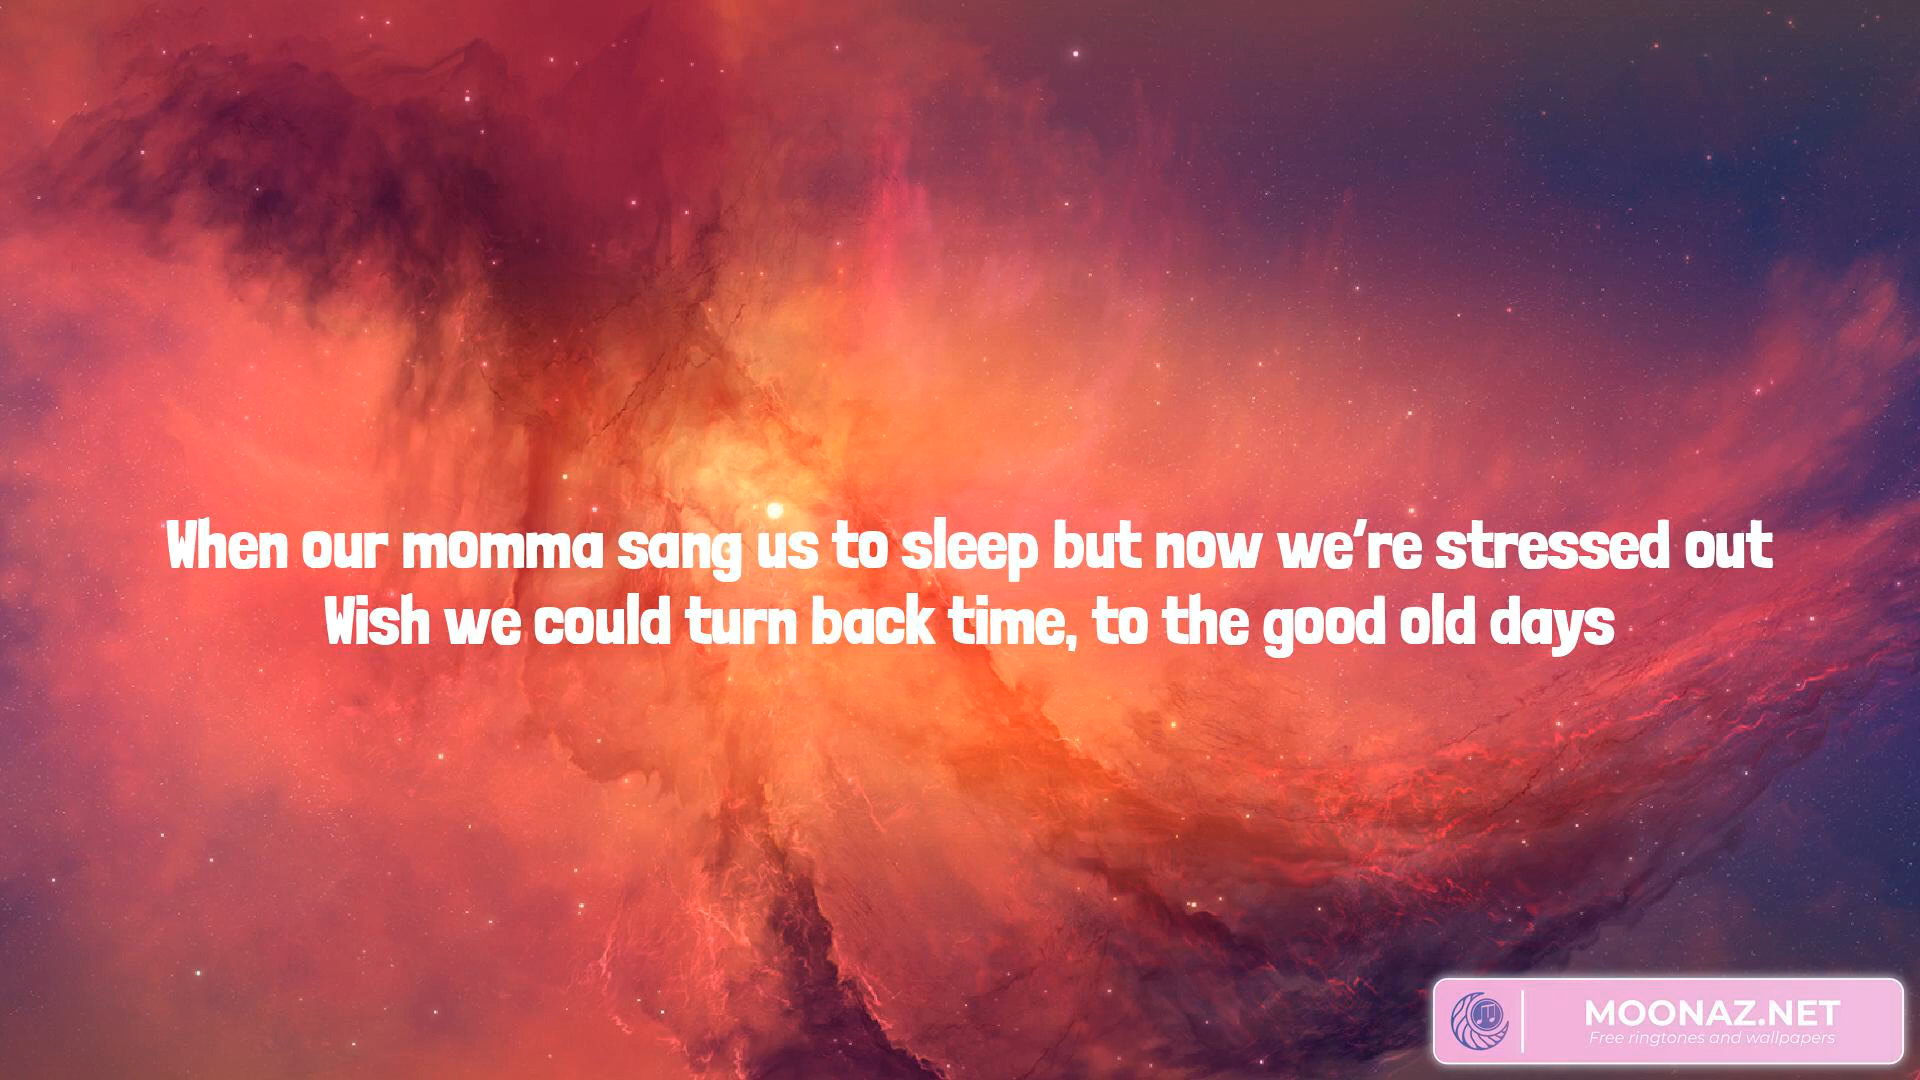 When our momma sang us to sleep but now we're stressed out
Wish we could turn back time, to the good old days
MOONAZ.NET
Free ringtones and wallpapers